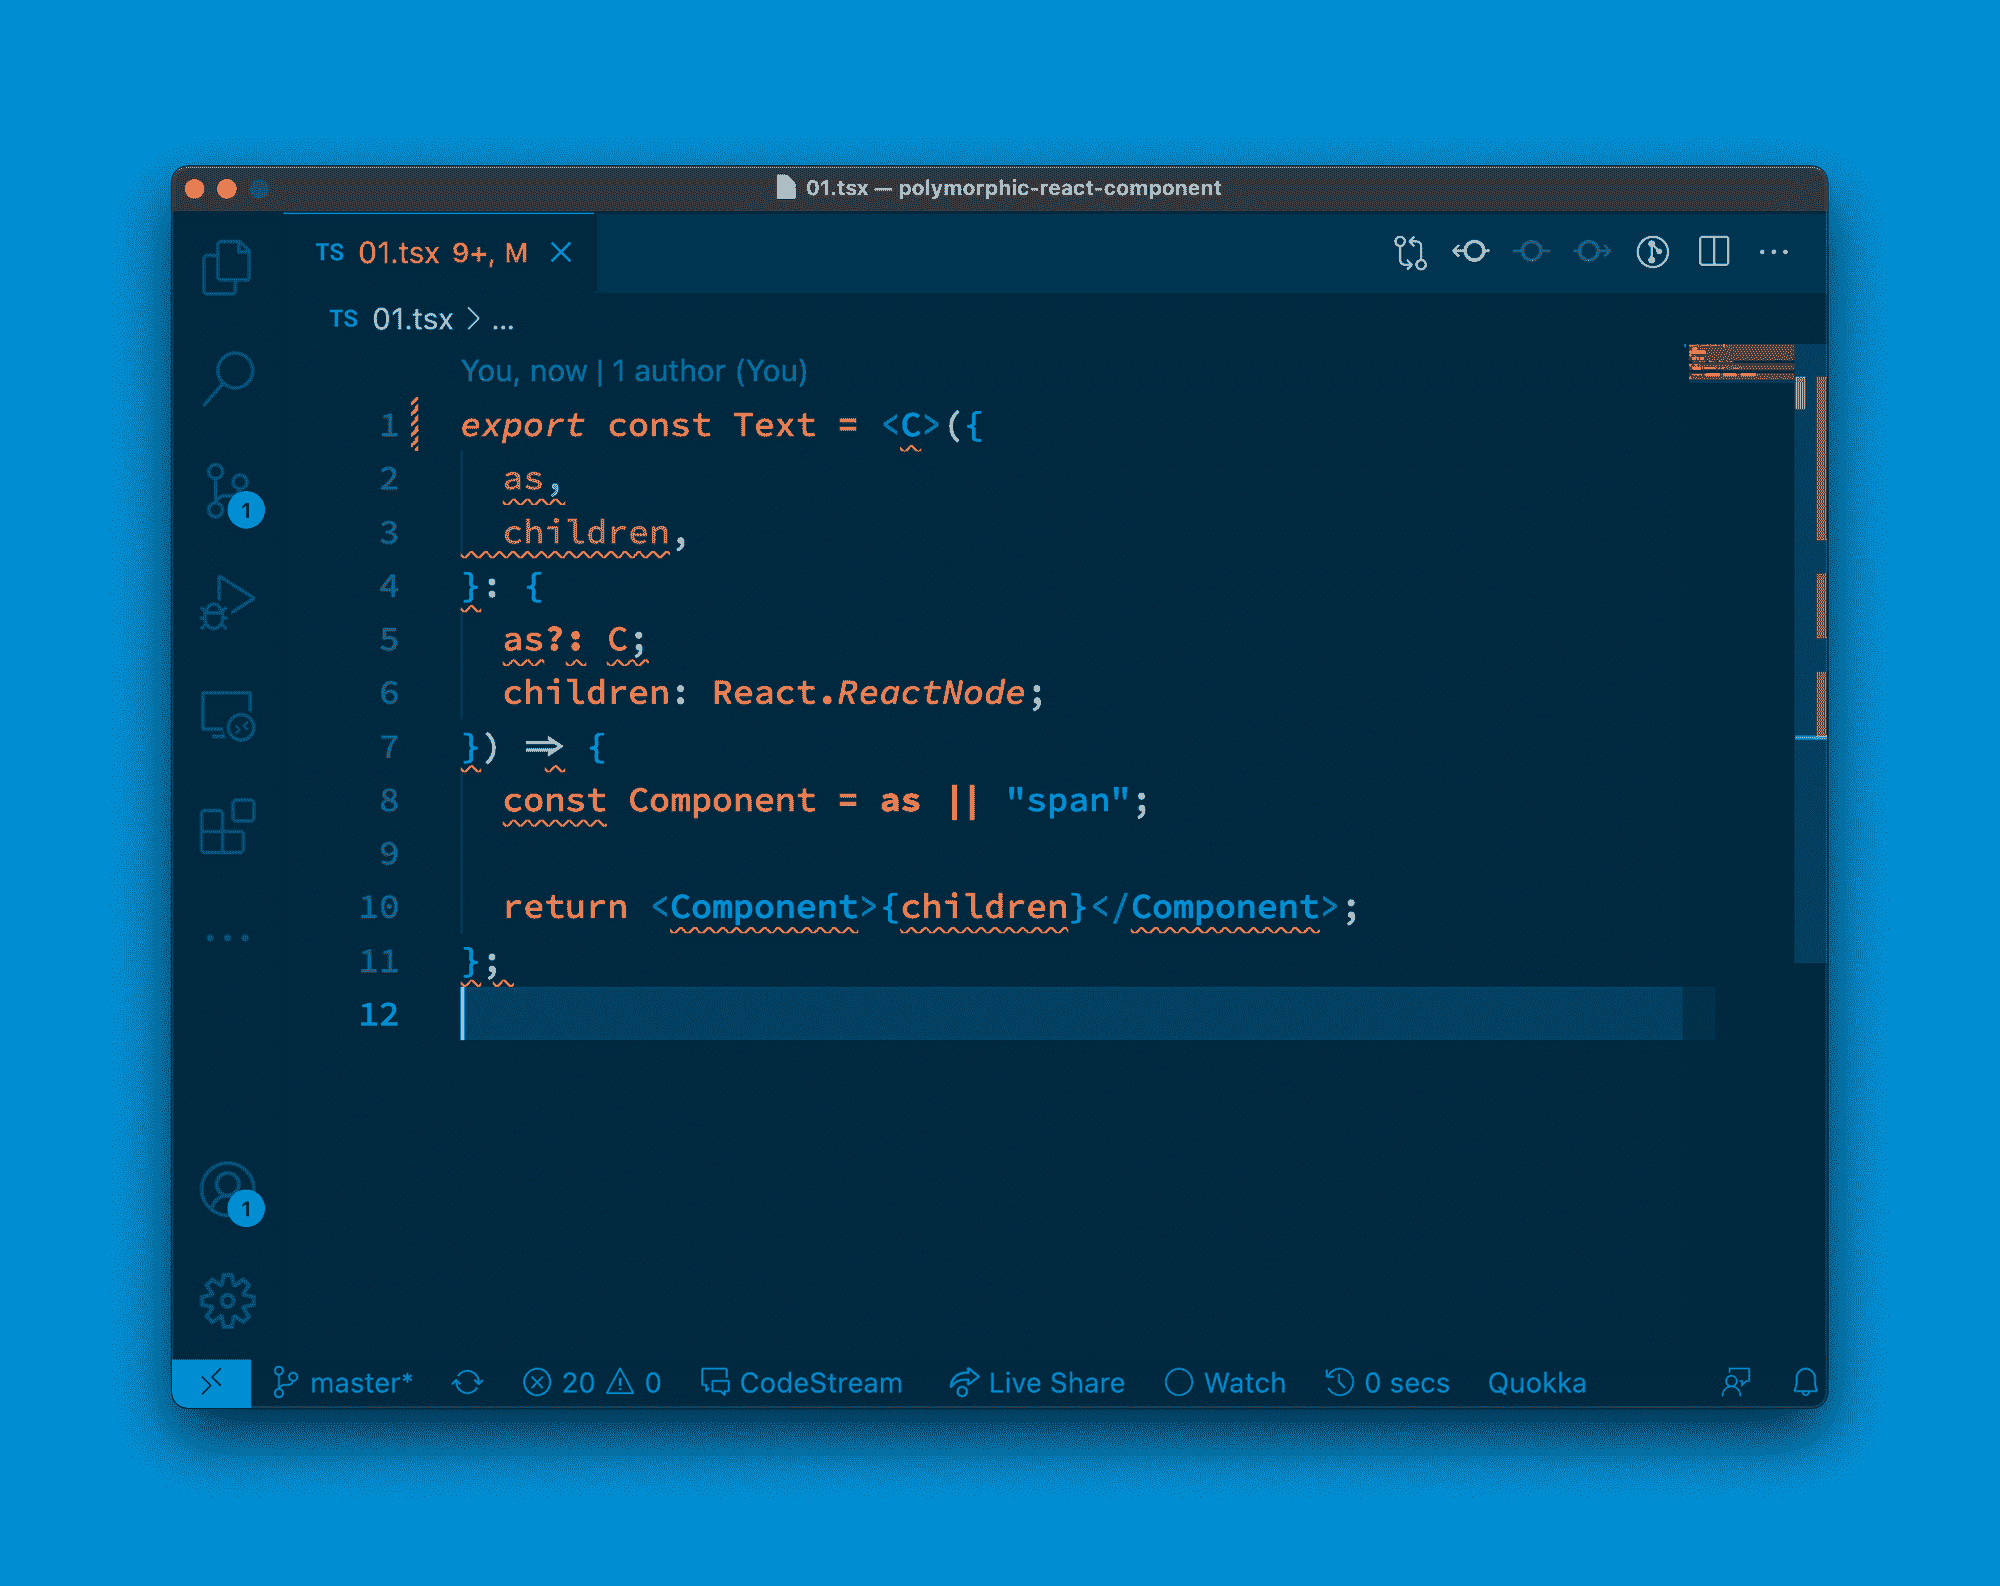 01.tsx — polymorphic-react-component
TS 01.tsx 9+, M
TS 01.tsx > ...
You, now | 1 author (You)
1 export const Text = <C>({
2 as,
3 children,
4 }: {
5 as?: C;
6 children: React.ReactNode;
7 }) => {
8 const Component = as || "span";
9
10 return <Component>{children}</Component>;
11 };
12
1
1
master* 20 0 CodeStream Live Share Watch 0 secs Quokka